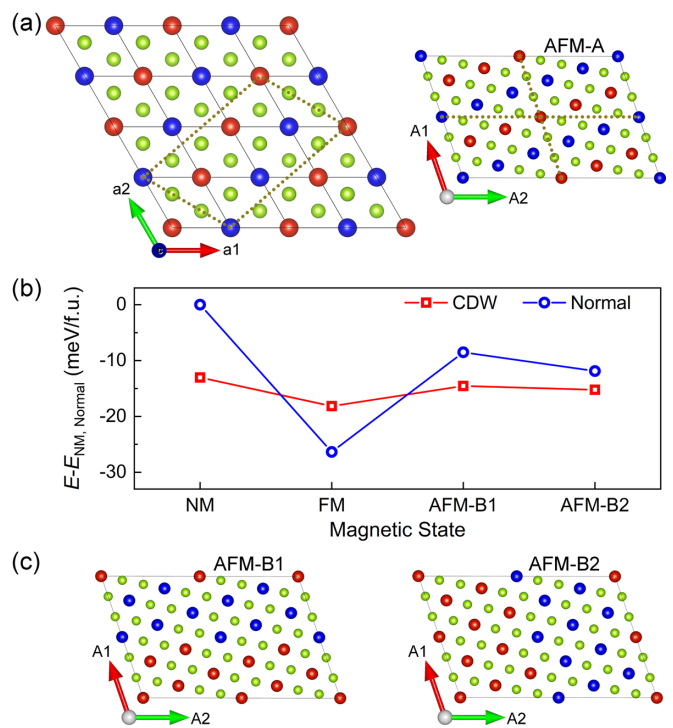 (a)
AFM-A
a2
a1
A1
A2
(b)
E-E_NM, Normal (meV/f.u.)
0
-10
-20
-30
CDW
Normal
NM
FM
AFM-B1
AFM-B2
Magnetic State
(c)
AFM-B1
AFM-B2
A1
A2
A1
A2